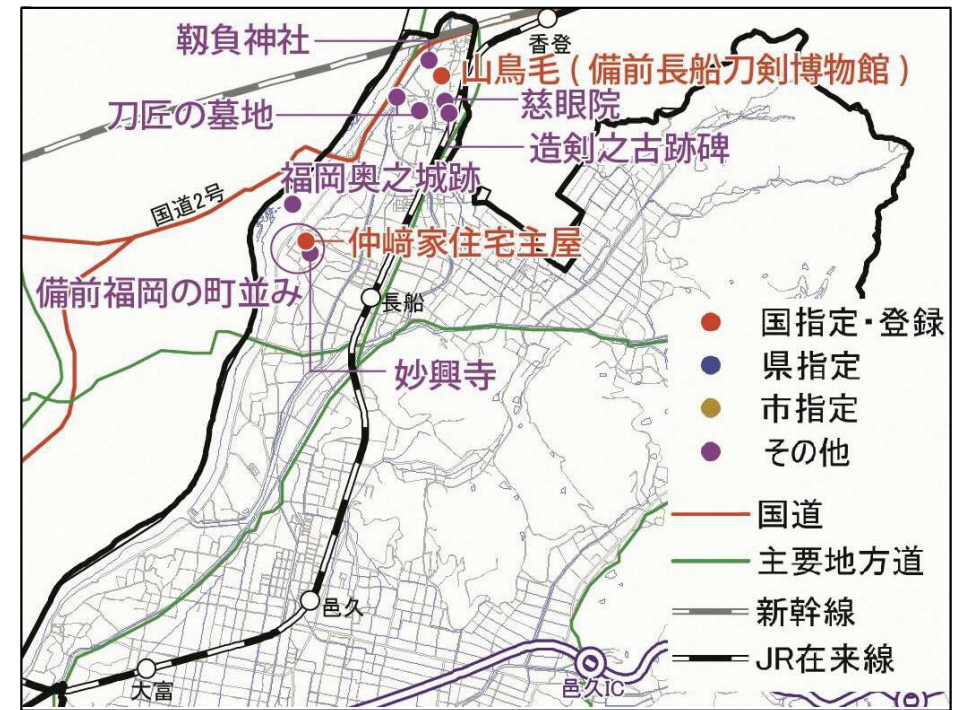 靱負神社
香登
山鳥毛(備前長船刀剣博物館)
刀匠の墓地
慈眼院
造剣之古跡碑
福岡奥之城跡
国道2号
仲﨑家住宅主屋
備前福岡の町並み
長船
妙興寺
国指定・登録
県指定
市指定
その他
国道
主要地方道
新幹線
JR在来線
邑久
大富
邑久IC